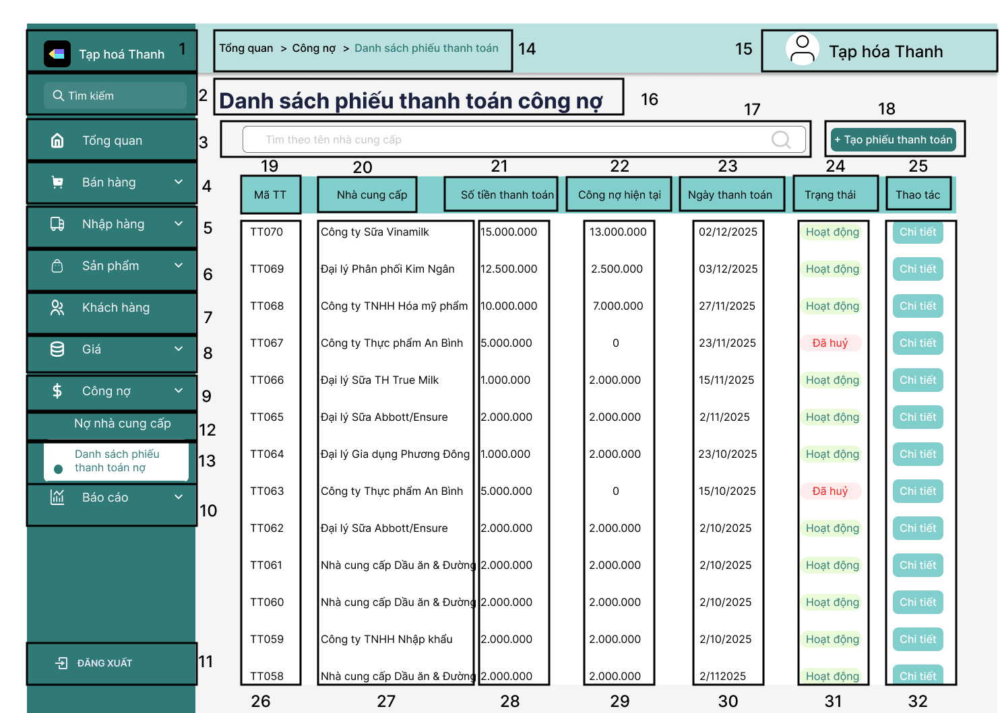 Tạp hoá Thanh 1
Tổng quan > Công nợ > Danh sách phiếu thanh toán 14
15 Tạp hóa Thanh
Tìm kiếm 2
Danh sách phiếu thanh toán công nợ 16
17 18
Tổng quan 3
Tìm theo tên nhà cung cấp
+ Tạo phiếu thanh toán
19 20 21 22 23 24 25
Bán hàng 4
Nhập hàng 5
Sản phẩm 6
Khách hàng 7
Giá 8
Công nợ 9
Nợ nhà cung cấp 12
Danh sách phiếu
thanh toán nợ 13
Báo cáo 10
ĐĂNG XUẤT 11
Mã TT Nhà cung cấp Số tiền thanh toán Công nợ hiện tại Ngày thanh toán Trạng thái Thao tác
TT070 Công ty Sữa Vinamilk 15.000.000 13.000.000 02/12/2025 Hoạt động Chi tiết
TT069 Đại lý Phân phối Kim Ngân 12.500.000 2.500.000 03/12/2025 Hoạt động Chi tiết
TT068 Công ty TNHH Hóa mỹ phẩm 10.000.000 7.000.000 27/11/2025 Hoạt động Chi tiết
TT067 Công ty Thực phẩm An Bình 5.000.000 0 23/11/2025 Đã huỷ Chi tiết
TT066 Đại lý Sữa TH True Milk 1.000.000 2.000.000 15/11/2025 Hoạt động Chi tiết
TT065 Đại lý Sữa Abbott/Ensure 2.000.000 2.000.000 2/11/2025 Hoạt động Chi tiết
TT064 Đại lý Gia dụng Phương Đông 1.000.000 2.000.000 23/10/2025 Hoạt động Chi tiết
TT063 Công ty Thực phẩm An Bình 5.000.000 0 15/10/2025 Đã huỷ Chi tiết
TT062 Đại lý Sữa Abbott/Ensure 2.000.000 2.000.000 2/10/2025 Hoạt động Chi tiết
TT061 Nhà cung cấp Dầu ăn & Đường 2.000.000 2.000.000 2/10/2025 Hoạt động Chi tiết
TT060 Nhà cung cấp Dầu ăn & Đường 2.000.000 2.000.000 2/10/2025 Hoạt động Chi tiết
TT059 Công ty TNHH Nhập khẩu 2.000.000 2.000.000 2/10/2025 Hoạt động Chi tiết
TT058 Nhà cung cấp Dầu ăn & Đường 2.000.000 2.000.000 2/112025 Hoạt động Chi tiết
26 27 28 29 30 31 32